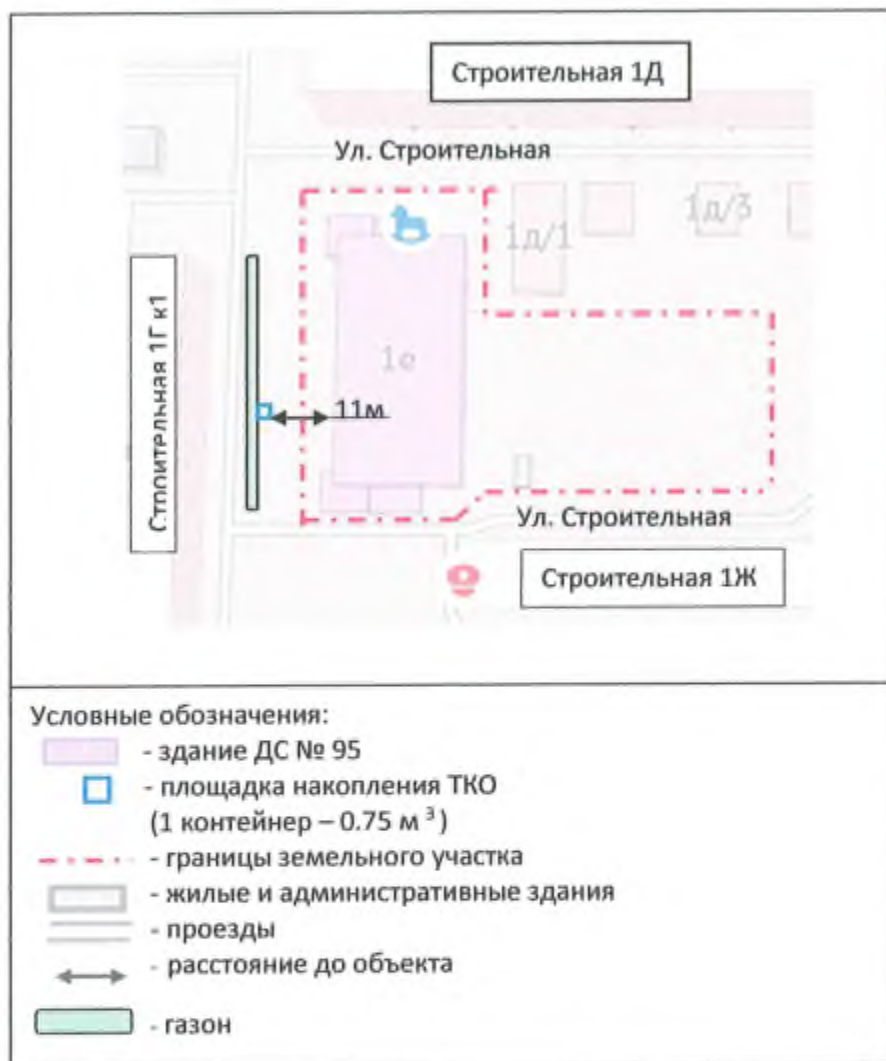 Строительная 1Д
Ул. Строительная
1д/1
1д/3
Строительная 1Г к1
1е
11м
Ул. Строительная
Строительная 1Ж
Условные обозначения:
- здание ДС № 95
- площадка накопления ТКО
(1 контейнер – 0.75 м ³)
- границы земельного участка
- жилые и административные здания
- проезды
- расстояние до объекта
- газон